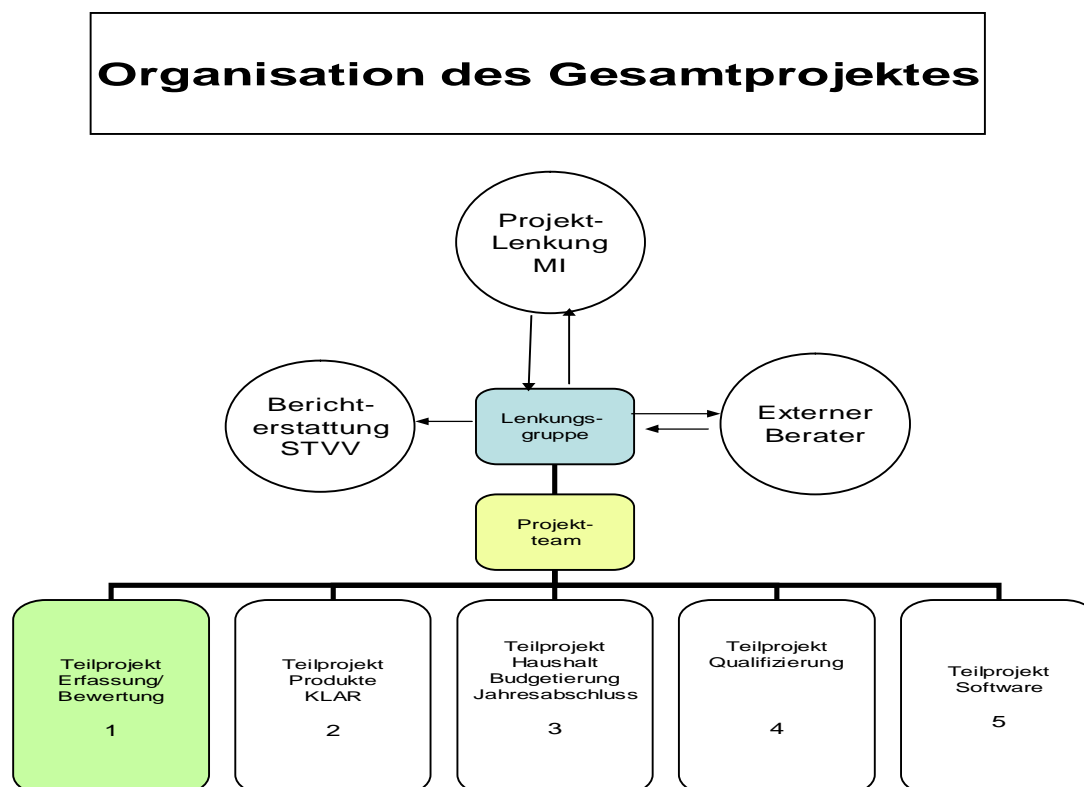 Organisation des Gesamtprojektes
Projekt-
Lenkung
MI
Bericht-
erstattung
STVV
Lenkungs-
gruppe
Externer
Berater
Projekt-
team
Teilprojekt
Erfassung/
Bewertung
1
Teilprojekt
Produkte
KLAR
2
Teilprojekt
Haushalt
Budgetierung
Jahresabschluss
3
Teilprojekt
Qualifizierung
4
Teilprojekt
Software
5